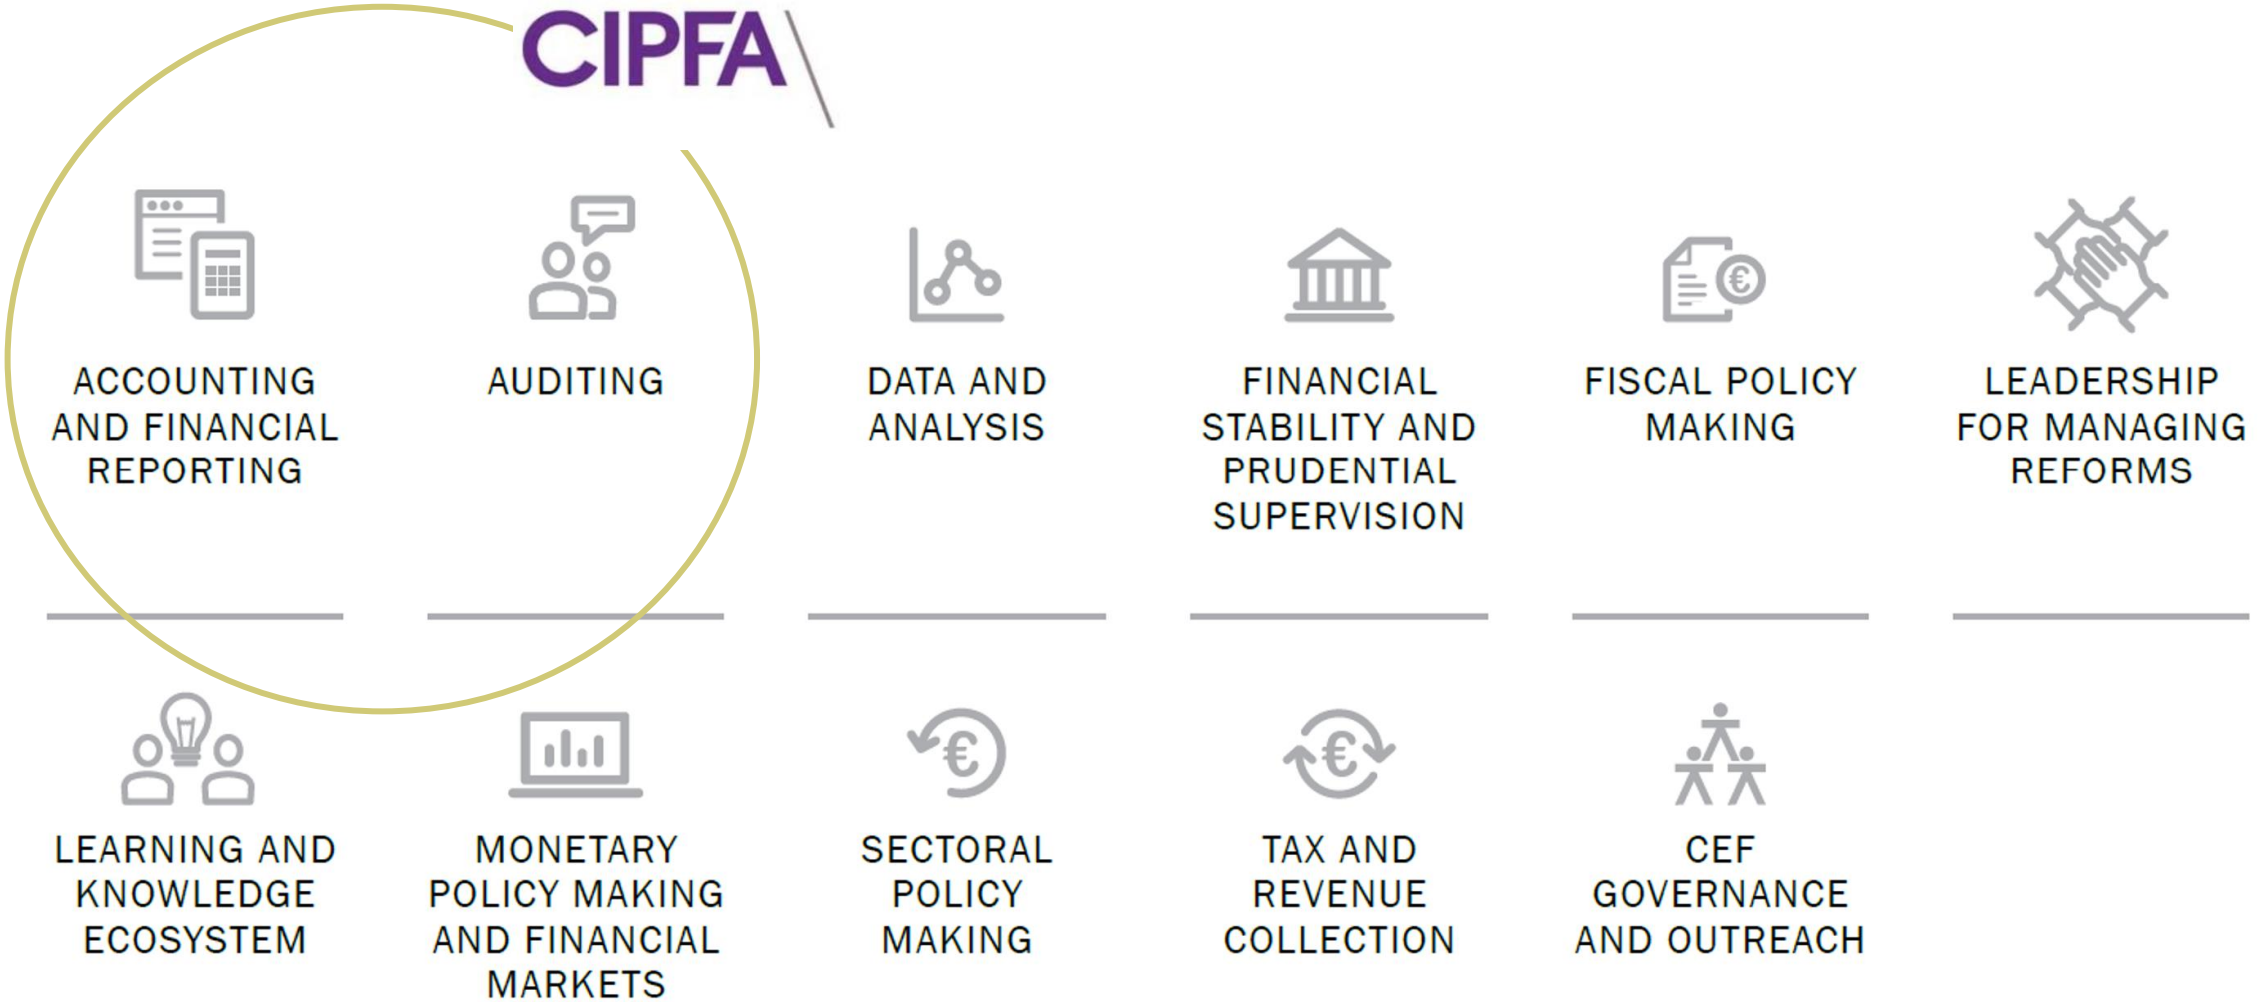 CIPFA
ACCOUNTING
AND FINANCIAL
REPORTING
AUDITING
DATA AND
ANALYSIS
FINANCIAL
STABILITY AND
PRUDENTIAL
SUPERVISION
FISCAL POLICY
MAKING
LEADERSHIP
FOR MANAGING
REFORMS
LEARNING AND
KNOWLEDGE
ECOSYSTEM
MONETARY
POLICY MAKING
AND FINANCIAL
MARKETS
€
SECTORAL
POLICY
MAKING
€
TAX AND
REVENUE
COLLECTION
CEF
GOVERNANCE
AND OUTREACH